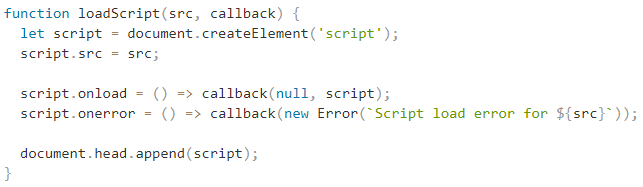 function loadScript(src, callback) {
  let script = document.createElement('script');
  script.src = src;

  script.onload = () => callback(null, script);
  script.onerror = () => callback(new Error(`Script load error for ${src}`));

  document.head.append(script);
}